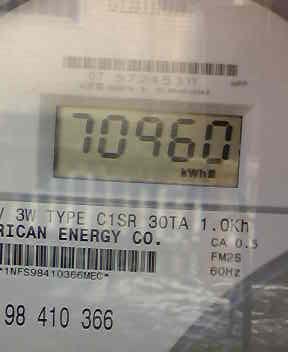 70960
kWh
3W TYPE C1SR 30TA 1.0Kh
RICAN ENERGY CO.
CA 0.5
FM2S
60Hz
*1NFS98410366MEC*
98 410 366